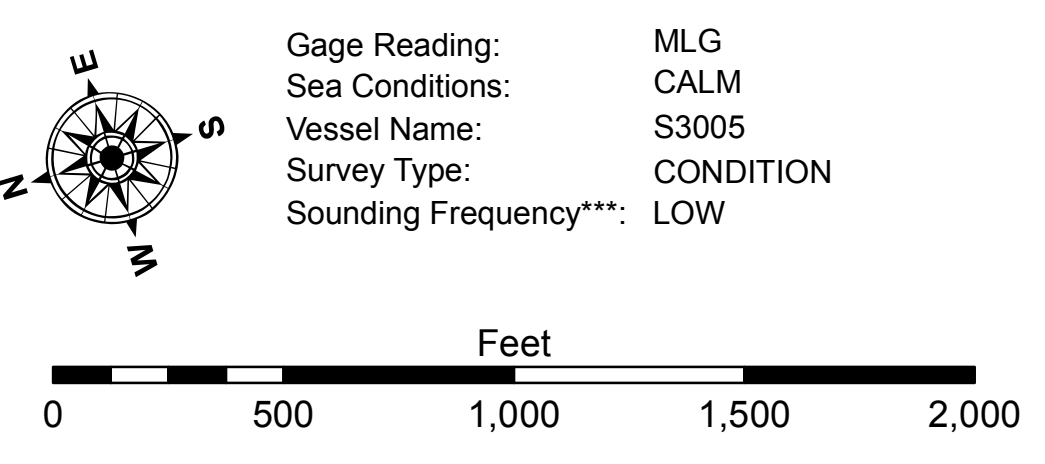 E
S
N
W
Gage Reading: MLG
Sea Conditions: CALM
Vessel Name: S3005
Survey Type: CONDITION
Sounding Frequency***: LOW
Feet
0 500 1,000 1,500 2,000